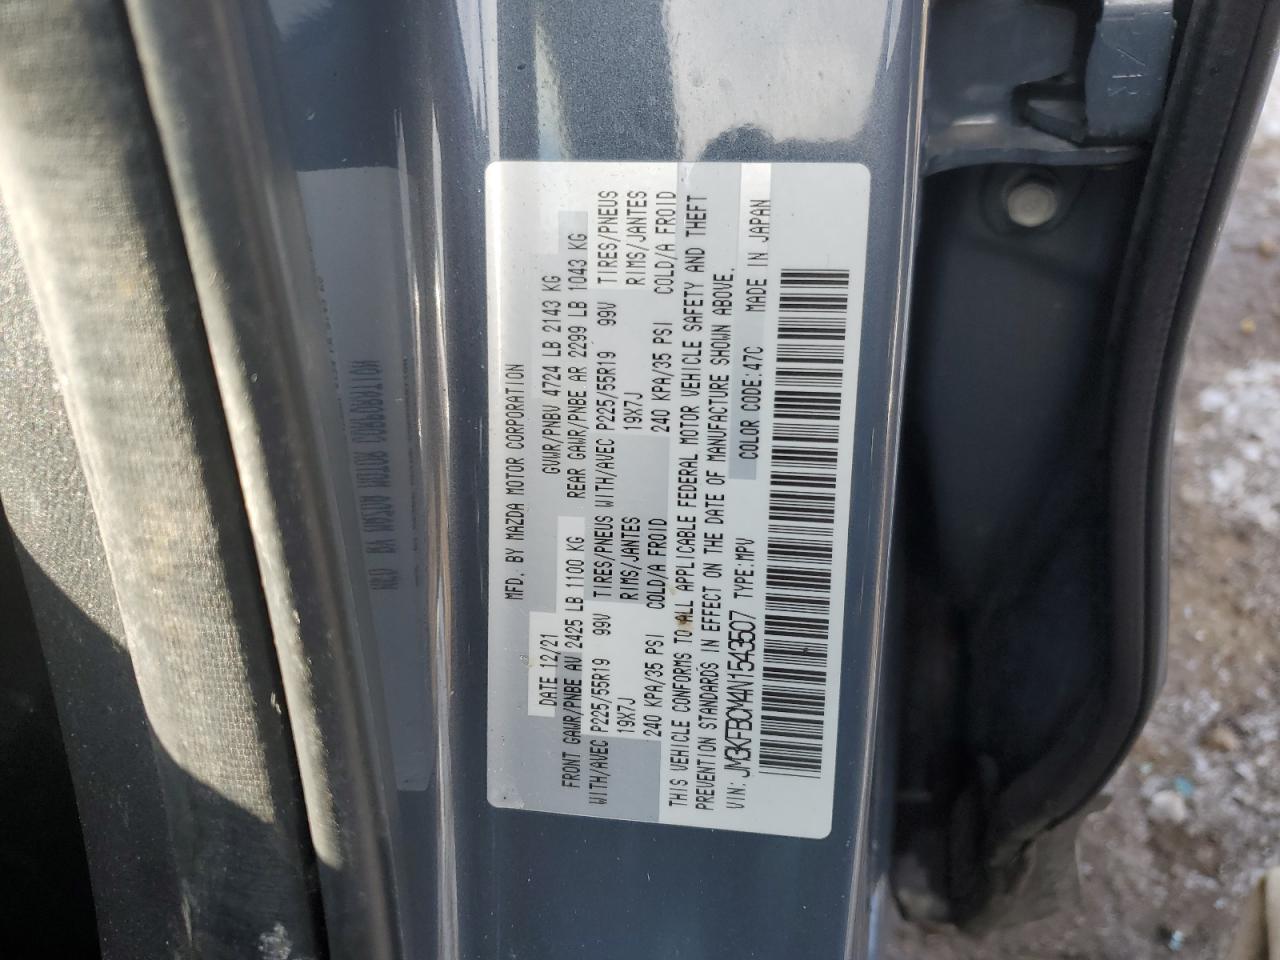 MFD. BY MAZDA MOTOR CORPORATION
DATE 12/21 GVWR/PNBV 4724 LB 2143 KG
FRONT GAWR/PNBE AV 2425 LB 1100 KG REAR GAWR/PNBE AR 2299 LB 1043 KG
WITH/AVEC P225/55R19 99V TIRES/PNEUS WITH/AVEC P225/55R19 99V TIRES/PNEUS
19X7J RIMS/JANTES 19X7J RIMS/JANTES
240 KPA/35 PSI COLD/A FROID 240 KPA/35 PSI COLD/A FROID
THIS VEHICLE CONFORMS TO ALL APPLICABLE FEDERAL MOTOR VEHICLE SAFETY AND THEFT
PREVENTION STANDARDS IN EFFECT ON THE DATE OF MANUFACTURE SHOWN ABOVE.
VIN: JM3KFBCM4N1543507 TYPE:MPV COLOR CODE:47C MADE IN JAPAN